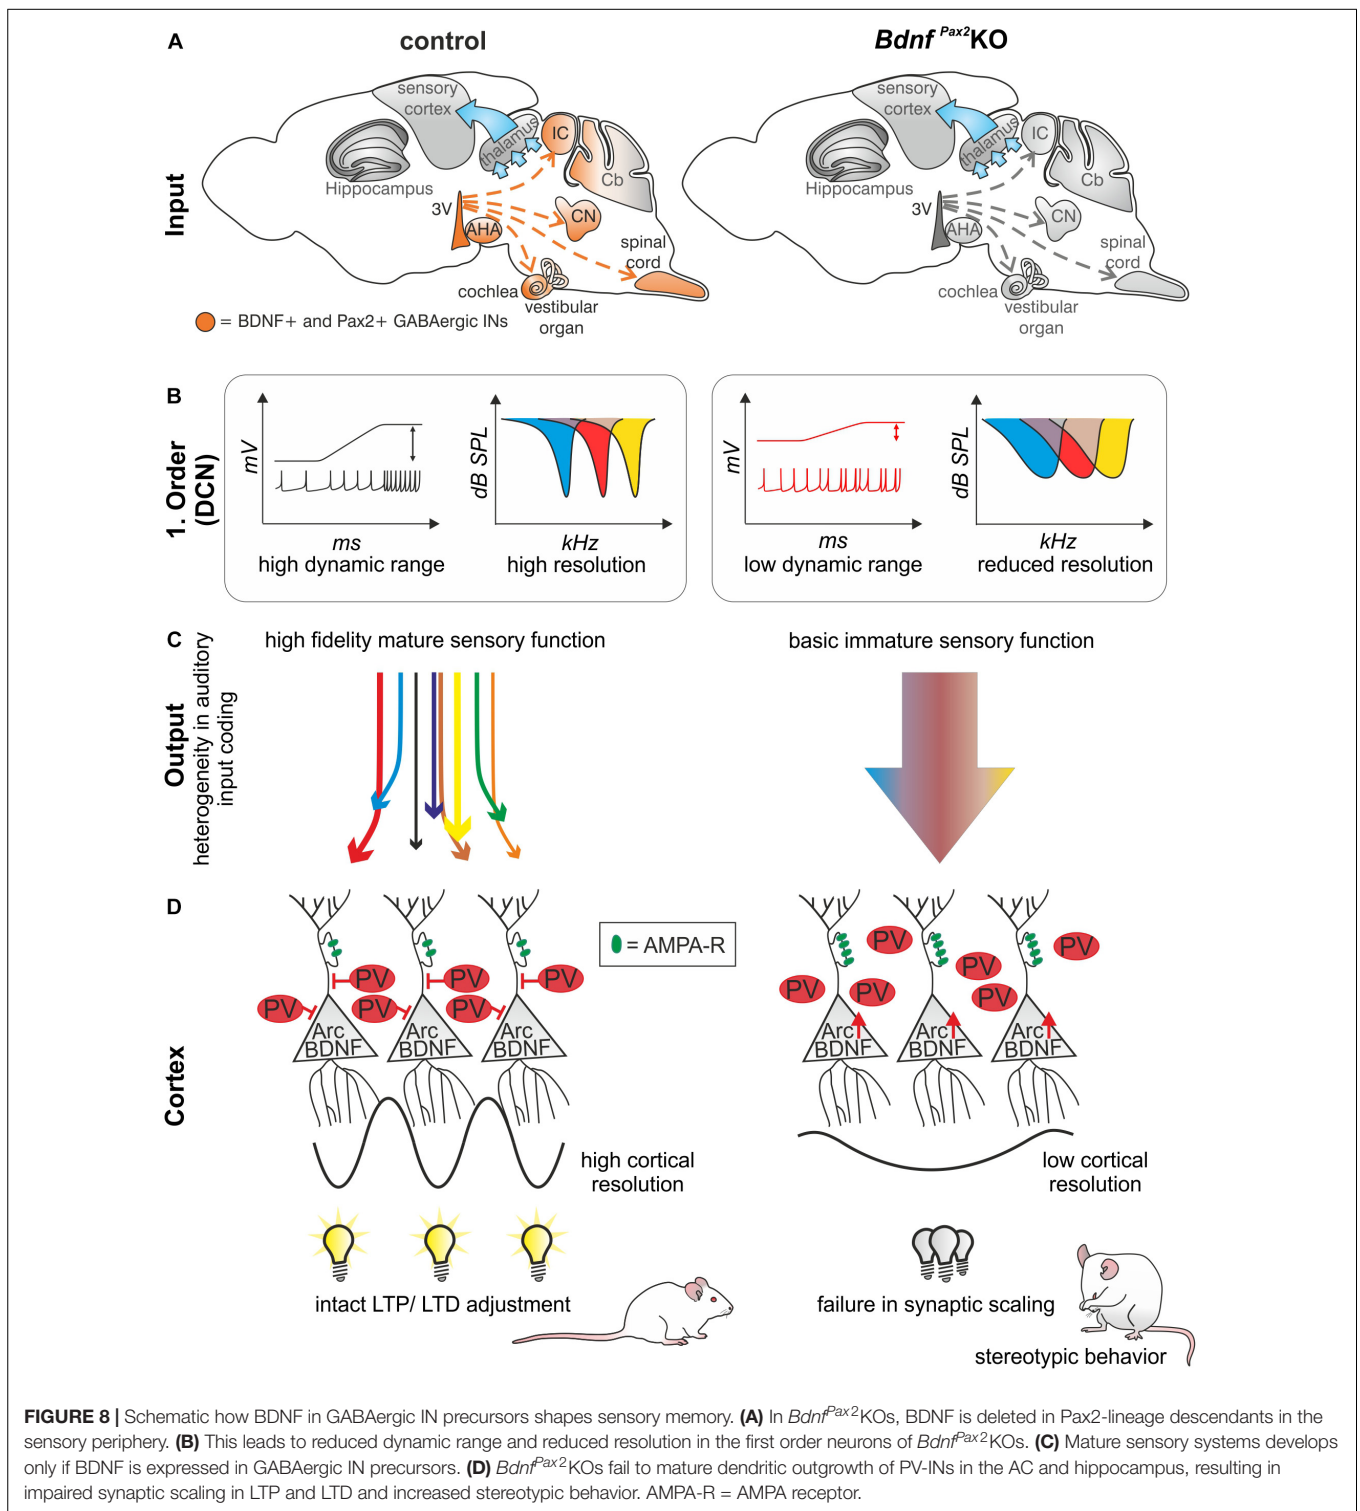 A
control
Bdnf Pax2KO
Input
sensory
cortex
thalamus
IC
Cb
Hippocampus
3V
AHA
CN
spinal
cord
cochlea
vestibular
organ
= BDNF+ and Pax2+ GABAergic INs
sensory
cortex
thalamus
IC
Cb
Hippocampus
3V
AHA
CN
spinal
cord
cochlea
vestibular
organ
B
1. Order
(DCN)
mV
ms
high dynamic range
dB SPL
kHz
high resolution
mV
ms
low dynamic range
dB SPL
kHz
reduced resolution
C
Output
heterogeneity in auditory
input coding
high fidelity mature sensory function
basic immature sensory function
D
Cortex
= AMPA-R
PV
PV
PV
PV
PV
PV
Arc
BDNF
Arc
BDNF
Arc
BDNF
PV
PV
PV
PV
PV
PV
Arc
BDNF
Arc
BDNF
Arc
BDNF
high cortical
resolution
low cortical
resolution
intact LTP/ LTD adjustment
failure in synaptic scaling
stereotypic behavior
FIGURE 8 | Schematic how BDNF in GABAergic IN precursors shapes sensory memory. (A) In BdnfPax2KOs, BDNF is deleted in Pax2-lineage descendants in the
sensory periphery. (B) This leads to reduced dynamic range and reduced resolution in the first order neurons of BdnfPax2KOs. (C) Mature sensory systems develops
only if BDNF is expressed in GABAergic IN precursors. (D) BdnfPax2KOs fail to mature dendritic outgrowth of PV-INs in the AC and hippocampus, resulting in
impaired synaptic scaling in LTP and LTD and increased stereotypic behavior. AMPA-R = AMPA receptor.